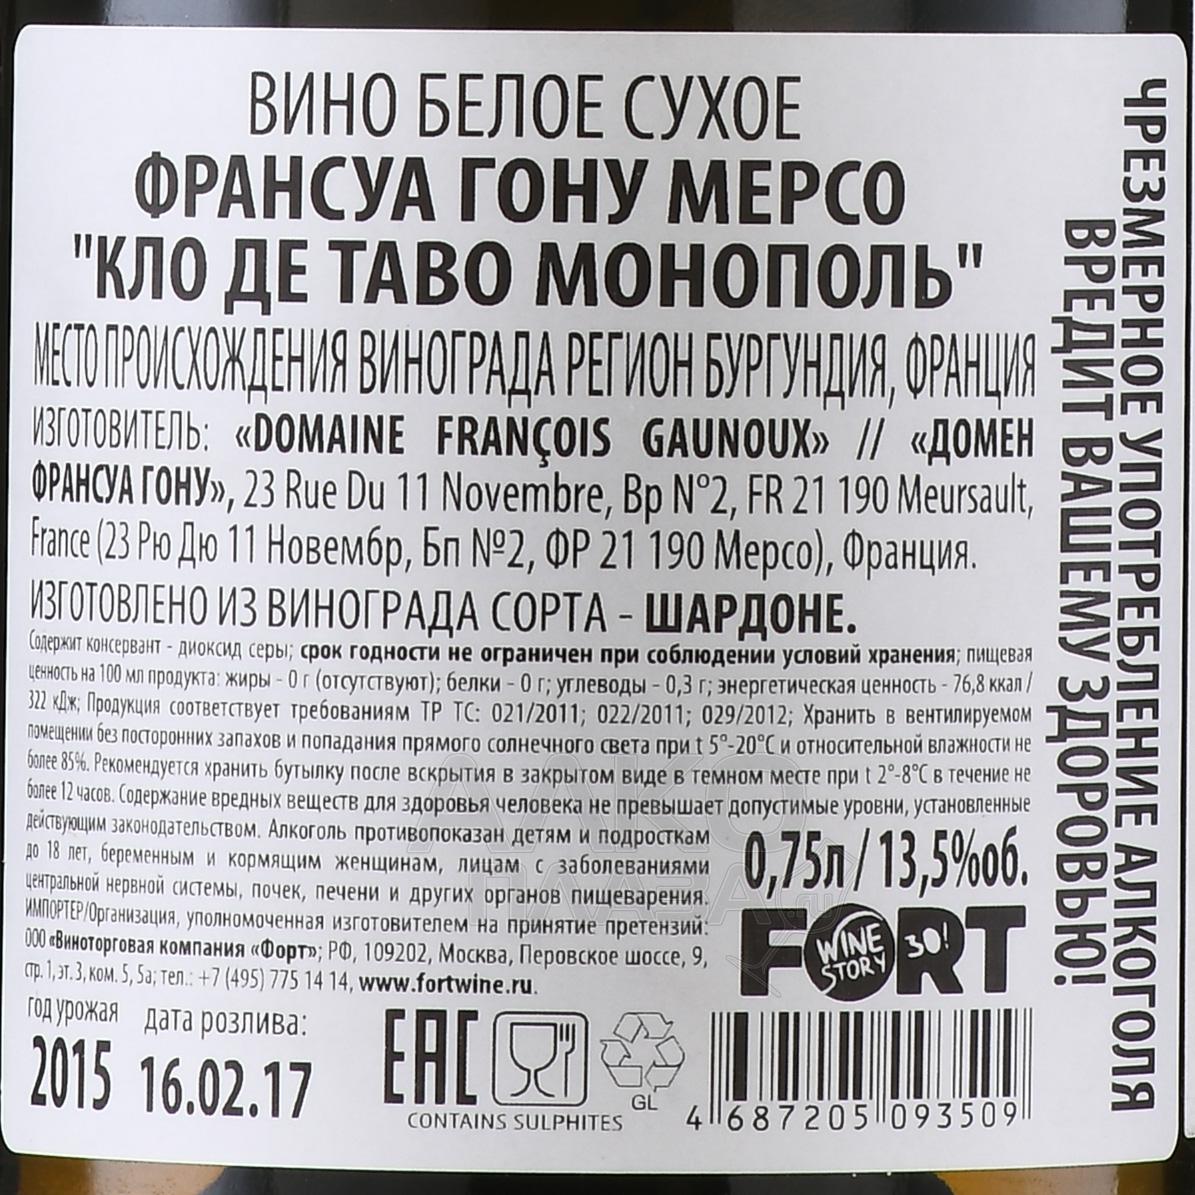 ВИНО БЕЛОЕ СУХОЕ
ФРАНСУА ГОНУ МЕРСО
"КЛО ДЕ ТАВО МОНОПОЛЬ"
МЕСТО ПРОИСХОЖДЕНИЯ ВИНОГРАДА РЕГИОН БУРГУНДИЯ, ФРАНЦИЯ
ИЗГОТОВИТЕЛЬ: «DOMAINE FRANÇOIS GAUNOUX» // «ДОМЕН
ФРАНСУА ГОНУ», 23 Rue Du 11 Novembre, Bp N°2, FR 21 190 Meursault,
France (23 Рю Дю 11 Новембр, Бп №2, ФР 21 190 Мерсо), Франция.
ИЗГОТОВЛЕНО ИЗ ВИНОГРАДА СОРТА - ШАРДОНЕ.
Содержит консервант - диоксид серы; срок годности не ограничен при соблюдении условий хранения; пищевая
ценность на 100 мл продукта: жиры - 0 г (отсутствуют); белки - 0 г; углеводы - 0,3 г; энергетическая ценность - 76,8 ккал /
322 кДж; Продукция соответствует требованиям ТР ТС: 021/2011; 022/2011; 029/2012; Хранить в вентилируемом
помещении без посторонних запахов и попадания прямого солнечного света при t 5°-20°C и относительной влажности не
более 85%. Рекомендуется хранить бутылку после вскрытия в закрытом виде в темном месте при t 2°-8°C в течение не
более 12 часов. Содержание вредных веществ для здоровья человека не превышает допустимые уровни, установленные
действующим законодательством. Алкоголь противопоказан детям и подросткам
до 18 лет, беременным и кормящим женщинам, лицам с заболеваниями
центральной нервной системы, почек, печени и других органов пищеварения.
ИМПОРТЕР/Организация, уполномоченная изготовителем на принятие претензий:
ООО «Виноторговая компания «Форт»; РФ, 109202, Москва, Перовское шоссе, 9,
стр. 1, эт. 3, ком. 5, 5а; тел.: +7 (495) 775 14 14, www.fortwine.ru.
0,75л / 13,5%об.
FORT
WINE STORY 30!
год урожая дата розлива:
2015 16.02.17
EAC
CONTAINS SULPHITES
GL
4 687205 093509
ЧРЕЗМЕРНОЕ УПОТРЕБЛЕНИЕ АЛКОГОЛЯ
ВРЕДИТ ВАШЕМУ ЗДОРОВЬЮ!
АЛКО
ПЛАЗА.ru